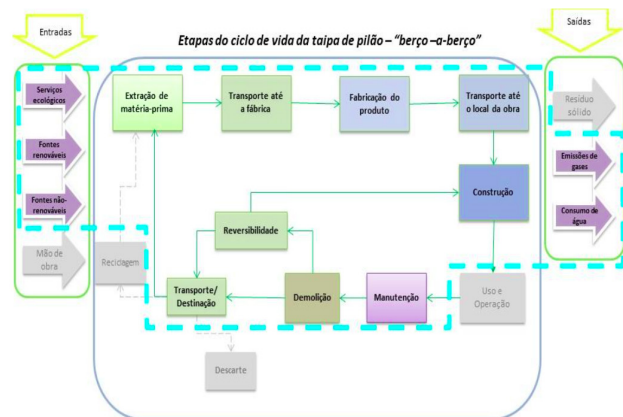 Entradas
Saídas
Etapas do ciclo de vida da taipa de pilão – “berço –a-berço”
Serviços
ecológicos
Fontes
renováveis
Fontes não-
renováveis
Mão de
obra
Extração de
matéria-prima
Transporte até
a fábrica
Fabricação do
produto
Transporte até
o local da obra
Resíduo
sólido
Emissões de
gases
Consumo de
água
Construção
Reversibilidade
Reciclagem
Transporte/
Destinação
Demolição
Manutenção
Uso e
Operação
Descarte